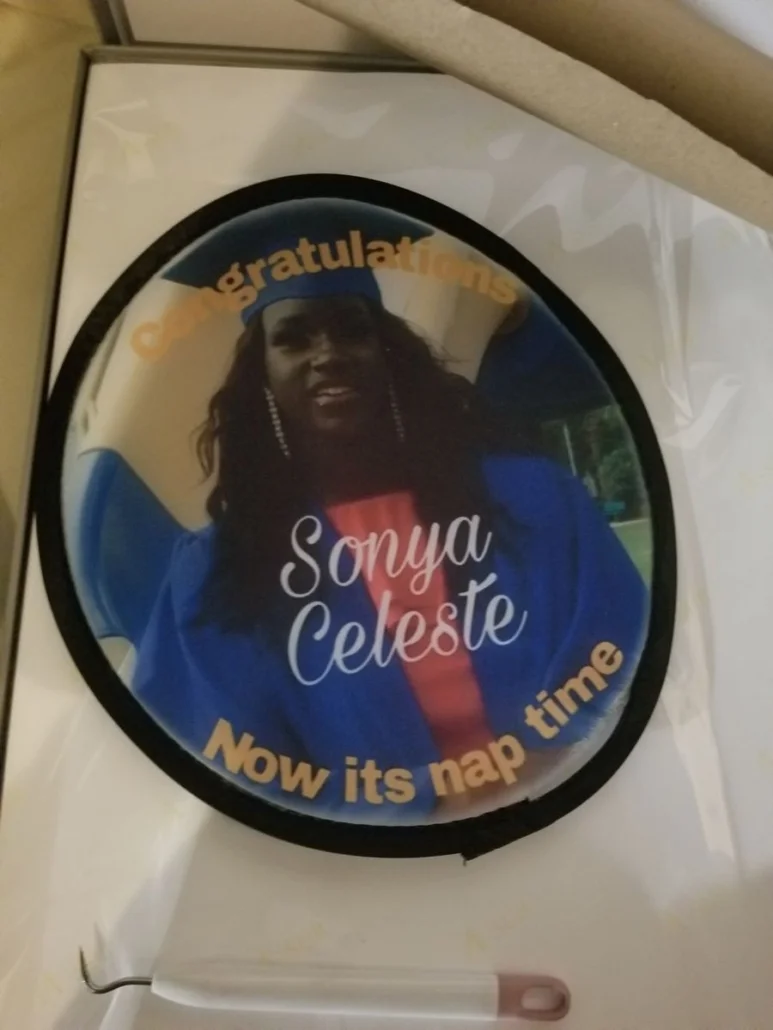 Congratulations
Sonya
Celeste
Now its nap time